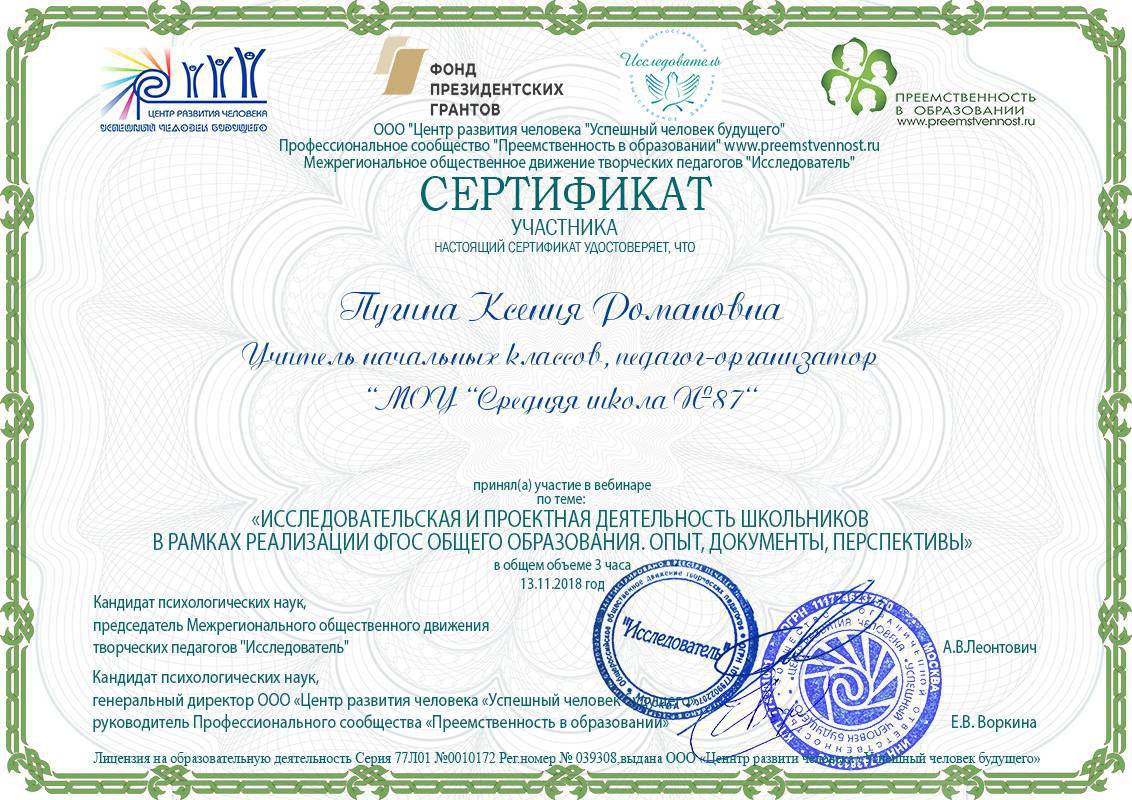 ЦЕНТР РАЗВИТИЯ ЧЕЛОВЕКА
УСПЕШНЫЙ ЧЕЛОВЕК БУДУЩЕГО
ФОНД
ПРЕЗИДЕНТСКИХ
ГРАНТОВ
Исследователь
ПРЕЕМСТВЕННОСТЬ
В ОБРАЗОВАНИИ
www.preemstvennost.ru
ООО "Центр развития человека "Успешный человек будущего"
Профессиональное сообщество "Преемственность в образовании" www.preemstvennost.ru
Межрегиональное общественное движение творческих педагогов "Исследователь"
СЕРТИФИКАТ
УЧАСТНИКА
НАСТОЯЩИЙ СЕРТИФИКАТ УДОСТОВЕРЯЕТ, ЧТО
Пугина Ксения Романовна
Учитель начальных классов, педагог-организатор
"МОУ "Средняя школа №87"
принял(а) участие в вебинаре
по теме:
«ИССЛЕДОВАТЕЛЬСКАЯ И ПРОЕКТНАЯ ДЕЯТЕЛЬНОСТЬ ШКОЛЬНИКОВ
В РАМКАХ РЕАЛИЗАЦИИ ФГОС ОБЩЕГО ОБРАЗОВАНИЯ. ОПЫТ, ДОКУМЕНТЫ, ПЕРСПЕКТИВЫ»
в общем объеме 3 часа
13.11.2018 год
Кандидат психологических наук,
председатель Межрегионального общественного движения
творческих педагогов "Исследователь"
А.В.Леонтович
"Исследователь"
Кандидат психологических наук,
генеральный директор ООО «Центр развития человека «Успешный человек
руководитель Профессионального сообщества «Преемственность в образовании»
Е.В. Воркина
Лицензия на образовательную деятельность Серия 77Л01 №0010172 Рег.номер № 039308,выдана ООО «Ценнтр развити человека «Успешный человек будущего»